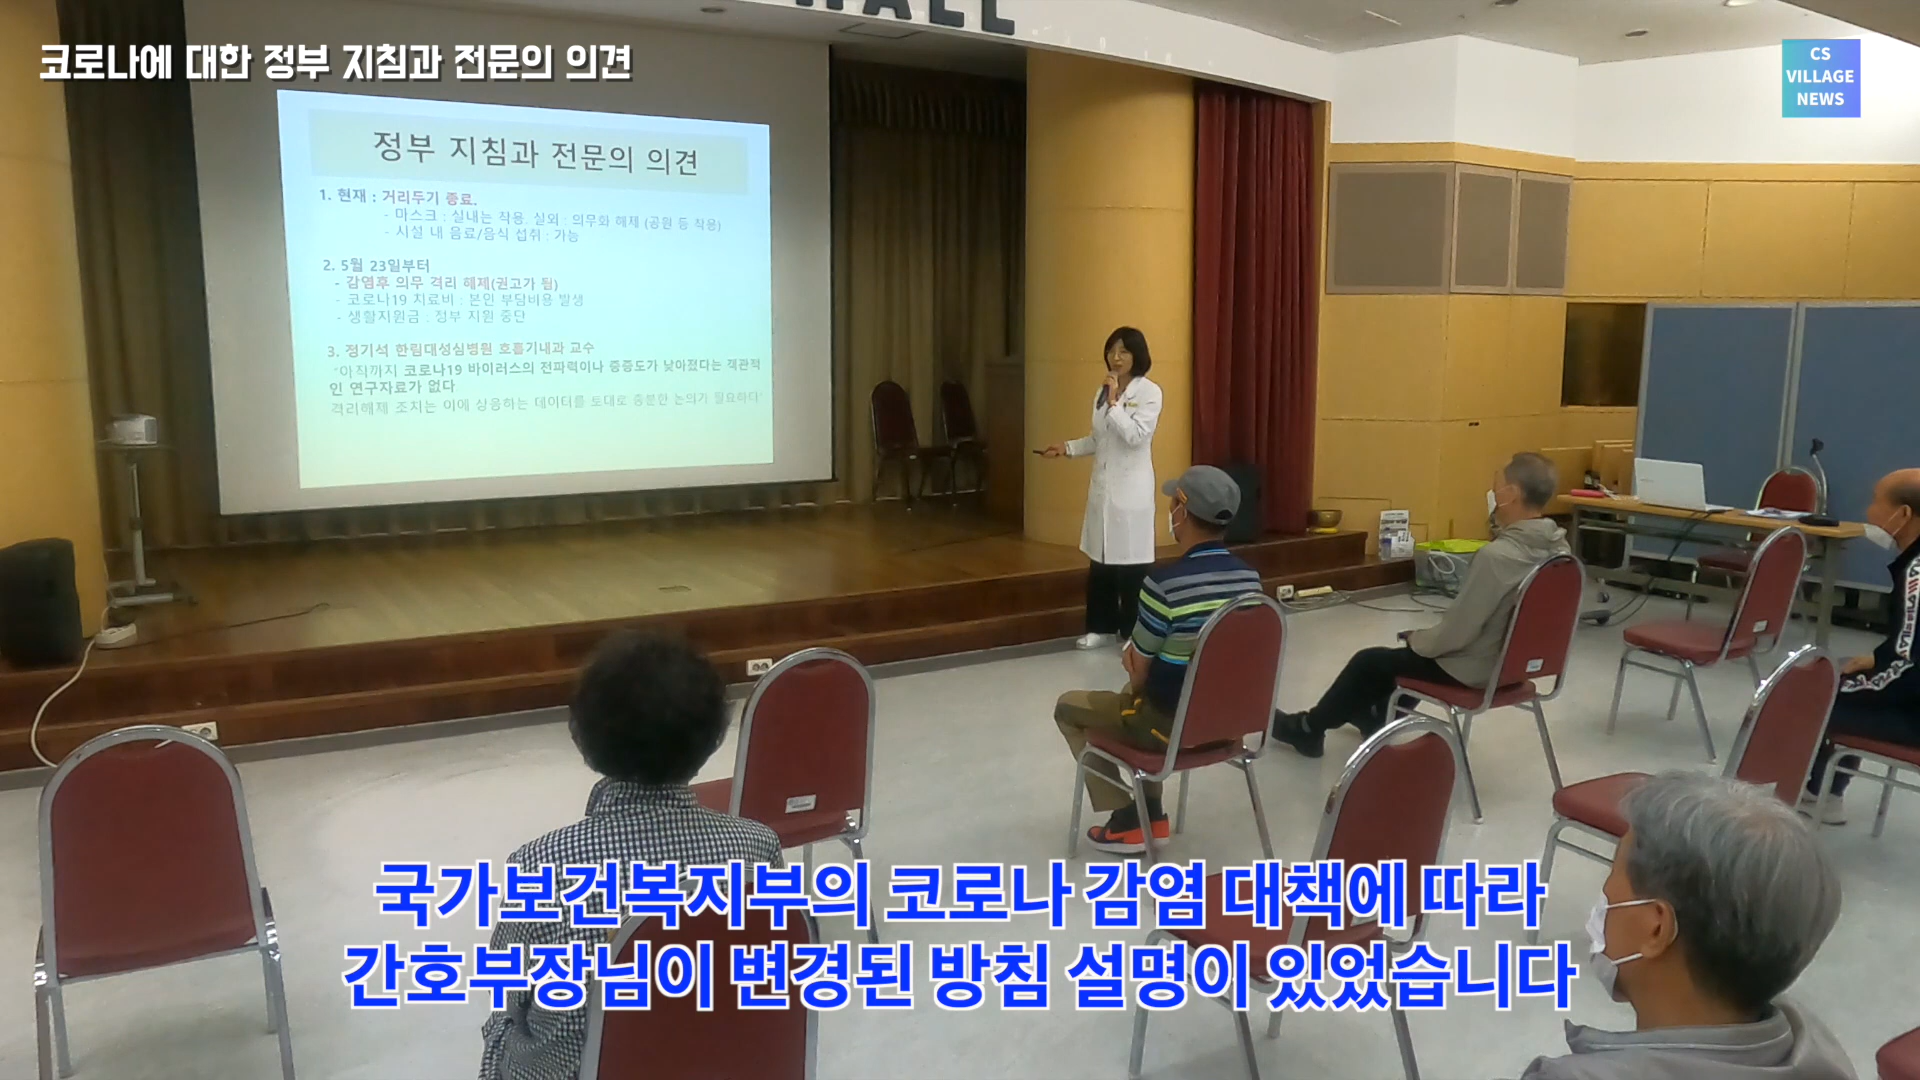 HALL
코로나에 대한 정부 지침과 전문의 의견
CS
VILLAGE
NEWS
정부 지침과 전문의 의견
1. 현재 : 거리두기 종료.
- 마스크 : 실내는 착용. 실외 : 의무화 해제 (공원 등 착용)
- 시설 내 음료/음식 섭취 : 가능
2. 5월 23일부터
- 감염후 의무 격리 해제(권고가 됨)
- 코로나19 치료비 : 본인 부담비용 발생
- 생활지원금 : 정부 지원 중단
3. 정기석 한림대성심병원 호흡기내과 교수
"아직까지 코로나19 바이러스의 전파력이나 중증도가 낮아졌다는 객관적
인 연구자료가 없다
격리해제 조치는 이에 상응하는 데이터를 토대로 충분한 논의가 필요하다"
국가보건복지부의 코로나 감염 대책에 따라
간호부장님이 변경된 방침 설명이 있었습니다